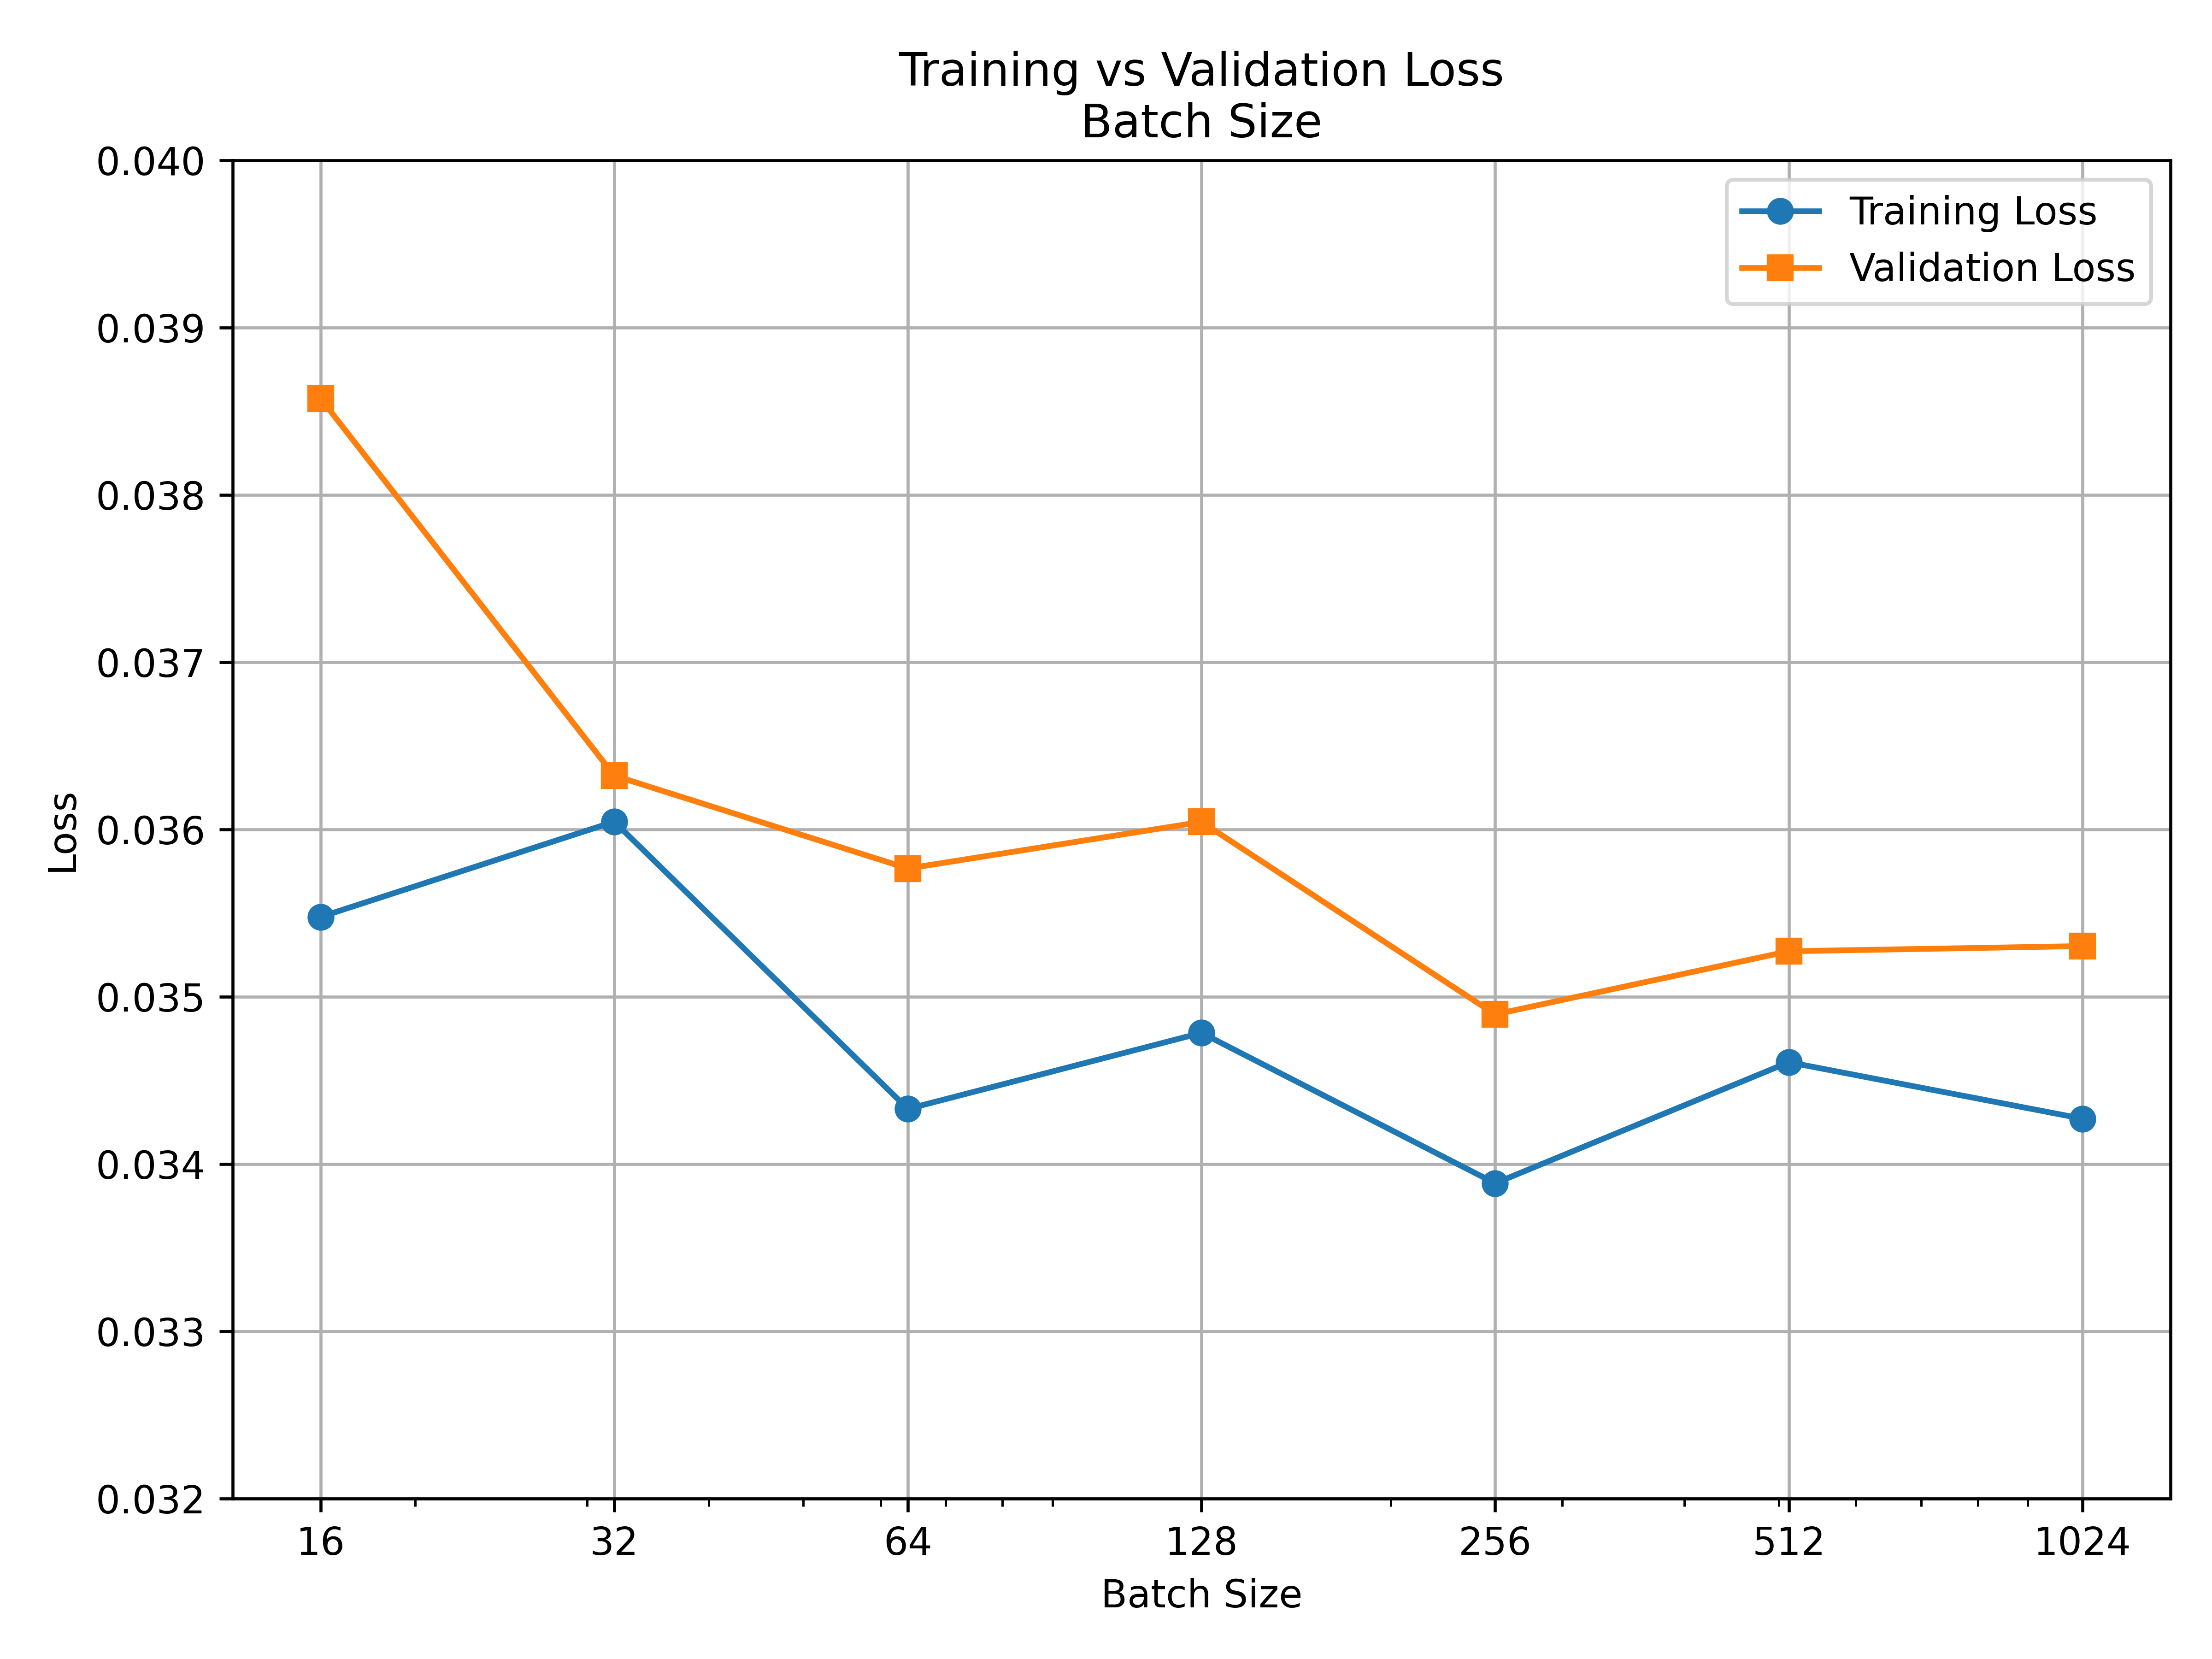 Training vs Validation Loss
Batch Size
0.040
0.039
0.038
0.037
0.036
0.035
0.034
0.033
0.032
Loss
Training Loss
Validation Loss
16 32 64 128 256 512 1024
Batch Size